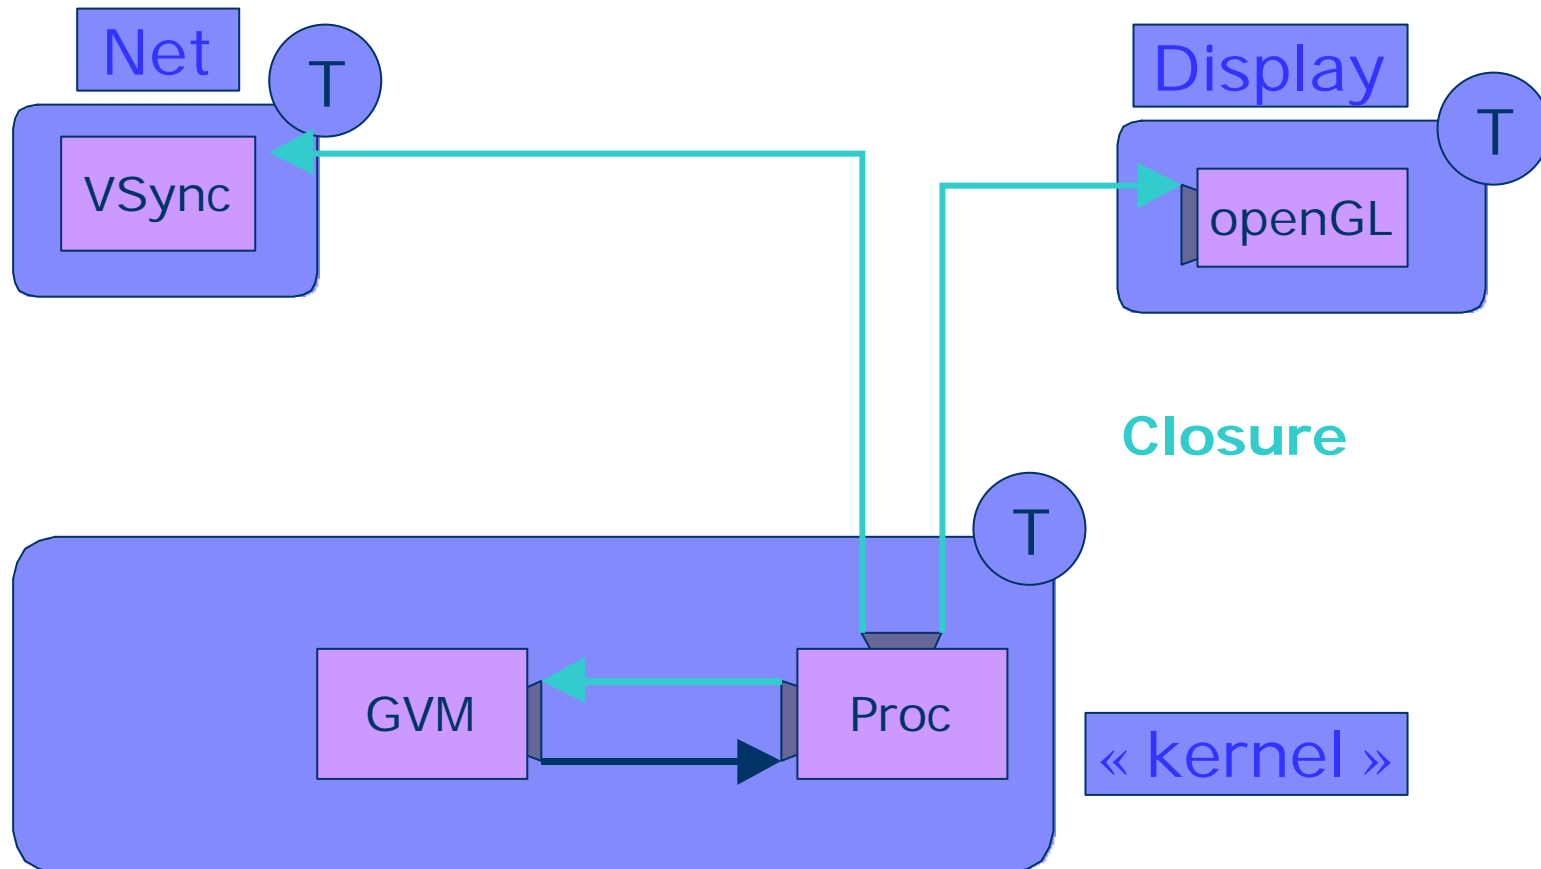 Net
T
Display
T
VSync
openGL
Closure
T
GVM
Proc
« kernel »